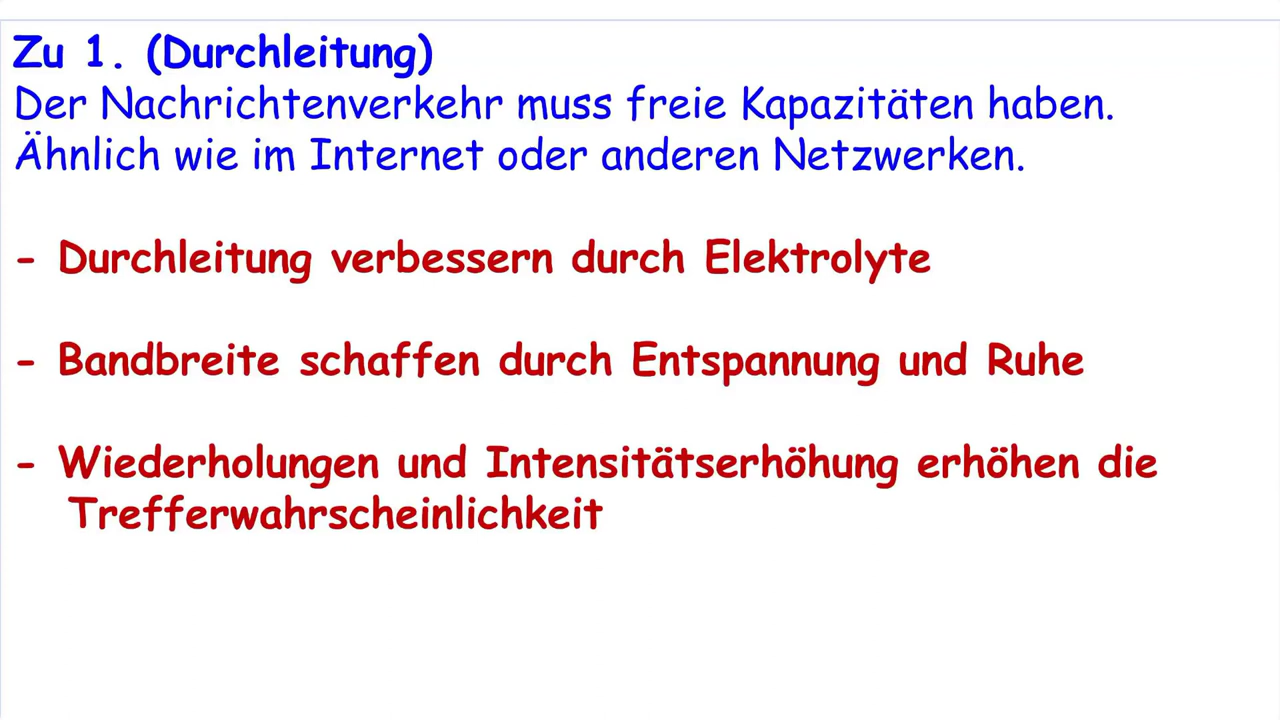 Zu 1. (Durchleitung)
Der Nachrichtenverkehr muss freie Kapazitäten haben.
Ähnlich wie im Internet oder anderen Netzwerken.
- Durchleitung verbessern durch Elektrolyte
- Bandbreite schaffen durch Entspannung und Ruhe
- Wiederholungen und Intensitätserhöhung erhöhen die
Trefferwahrscheinlichkeit